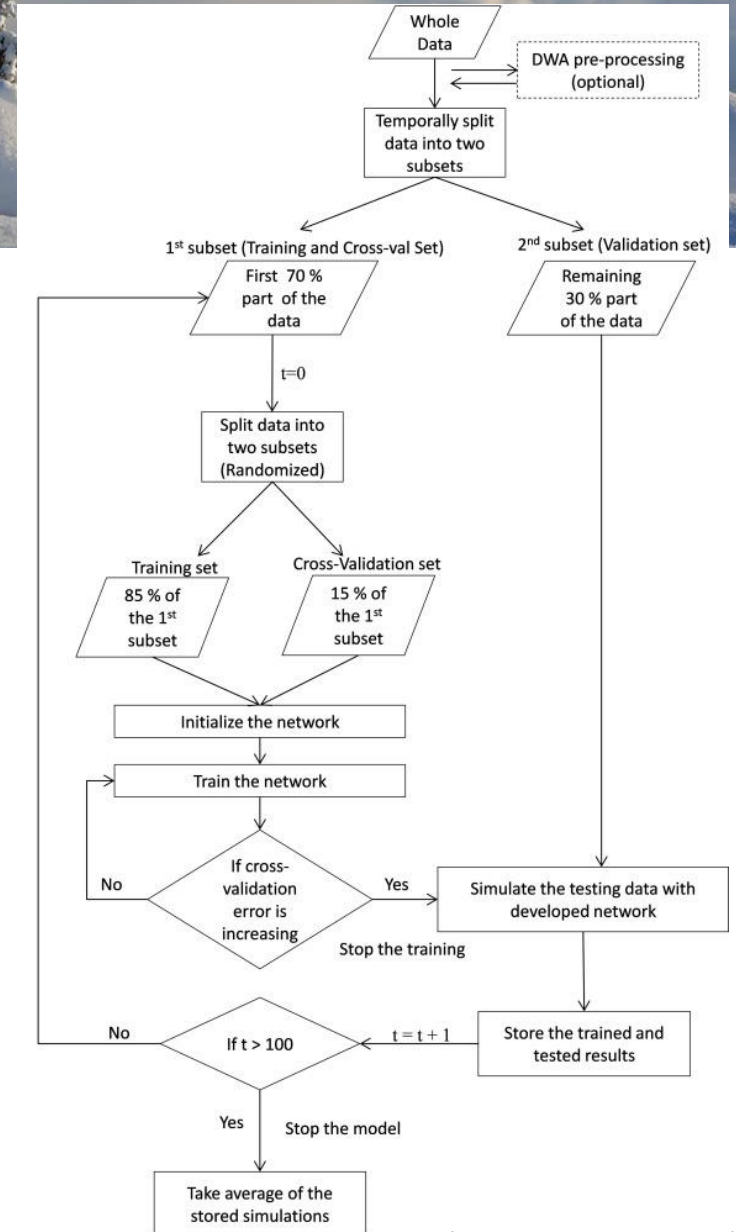 Whole
Data
DWA pre-processing
(optional)
Temporally split
data into two
subsets
1st subset (Training and Cross-val Set)
2nd subset (Validation set)
First 70 %
part of the
data
Remaining
30 % part
of the data
t=0
Split data into
two subsets
(Randomized)
Training set
Cross-Validation set
85 % of
the 1st
subset
15 % of
the 1st
subset
Initialize the network
Train the network
If cross-
validation
error is
increasing
No
Yes
Stop the training
Simulate the testing data with
developed network
Store the trained and
tested results
t = t + 1
If t > 100
No
Yes
Stop the model
Take average of the
stored simulations